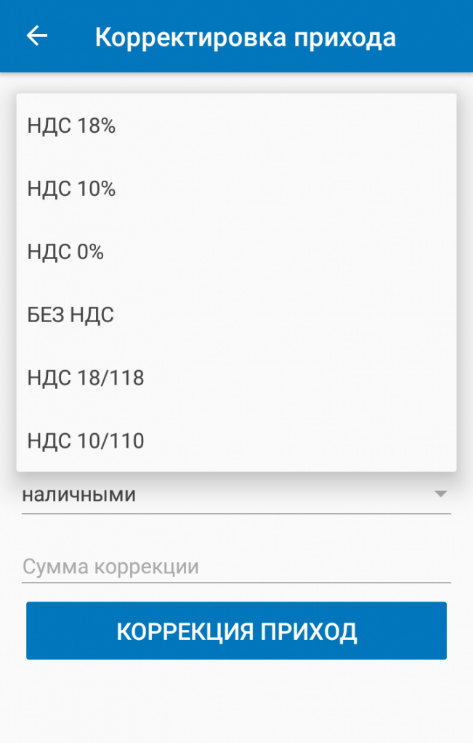 Корректировка прихода
НДС 18%
НДС 10%
НДС 0%
БЕЗ НДС
НДС 18/118
НДС 10/110
наличными
Сумма коррекции
КОРРЕКЦИЯ ПРИХОД